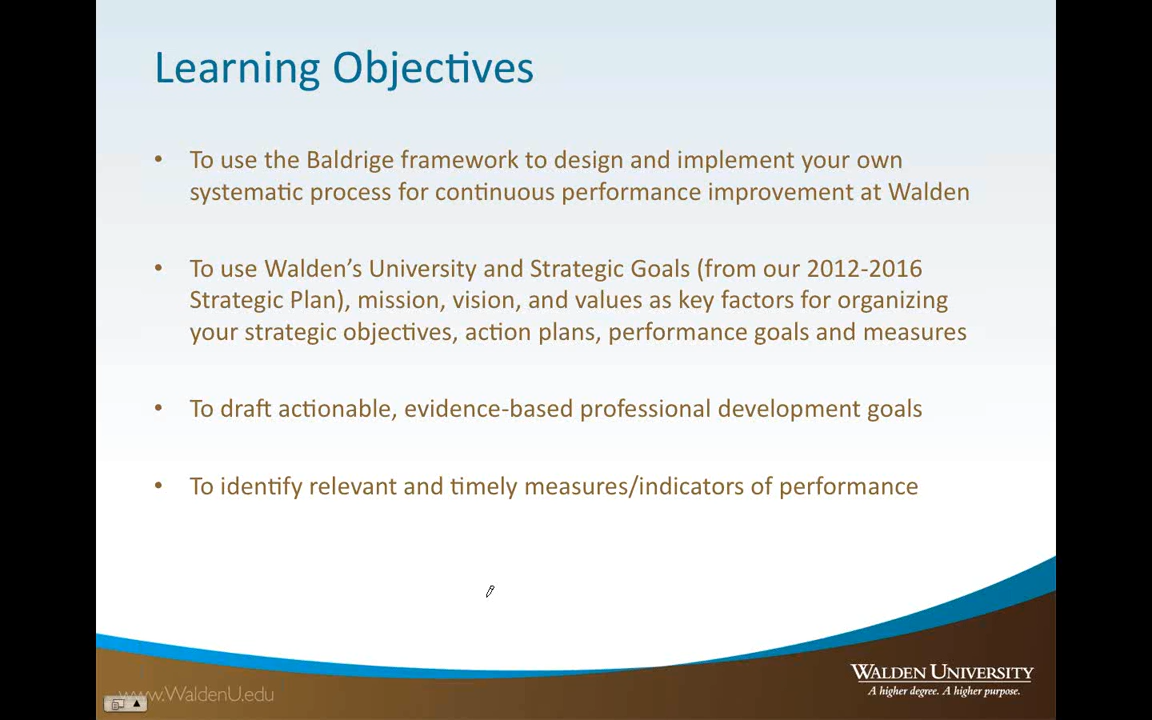 Learning Objectives
• To use the Baldrige framework to design and implement your own
systematic process for continuous performance improvement at Walden
• To use Walden’s University and Strategic Goals (from our 2012-2016
Strategic Plan), mission, vision, and values as key factors for organizing
your strategic objectives, action plans, performance goals and measures
• To draft actionable, evidence-based professional development goals
• To identify relevant and timely measures/indicators of performance
WALDEN UNIVERSITY
A higher degree. A higher purpose.
www.WaldenU.edu